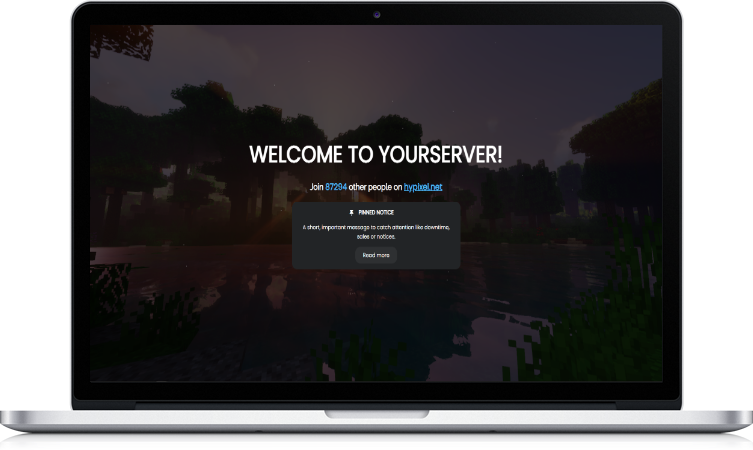 WELCOME TO YOURSERVER!
Join 87294 other people on hypixel.net
PINNED NOTICE
A short, important message to catch attention like downtime,
sales or notices.
Read more